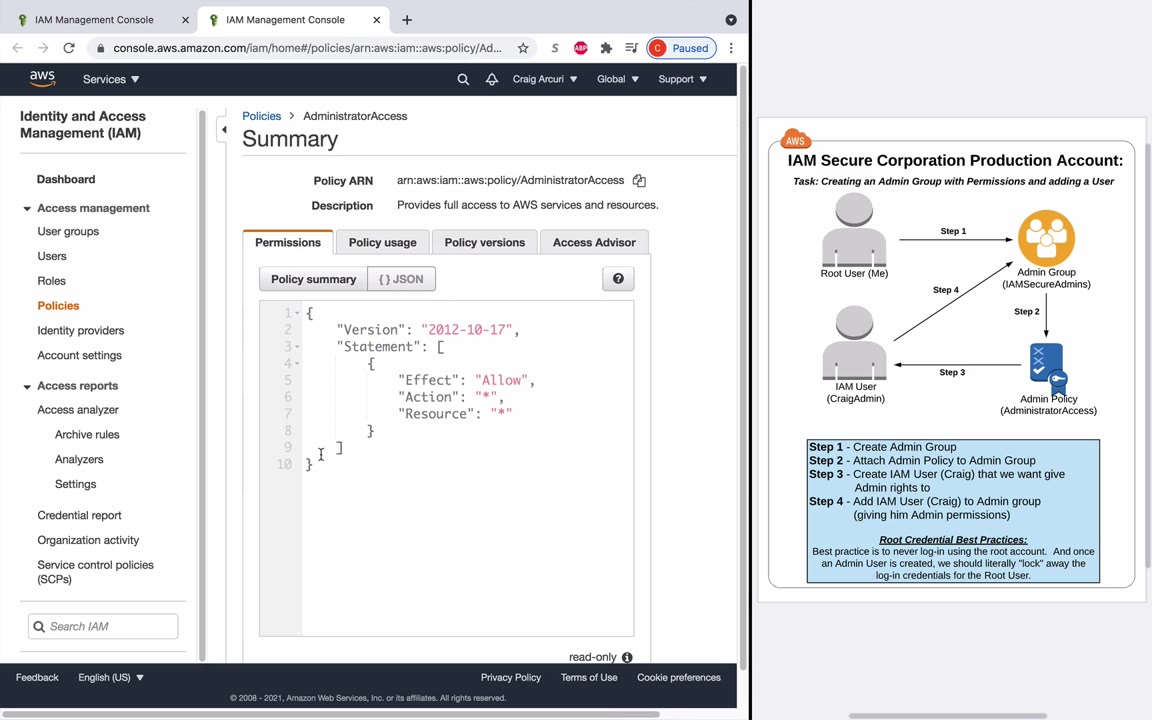 IAM Management Console
IAM Management Console
console.aws.amazon.com/iam/home#/policies/arn:aws:iam::aws:policy/Ad...
S
ABP
C Paused
aws
Services
Craig Arcuri
Global
Support
Identity and Access
Management (IAM)
Dashboard
Access management
User groups
Users
Roles
Policies
Identity providers
Account settings
Access reports
Access analyzer
Archive rules
Analyzers
Settings
Credential report
Organization activity
Service control policies
(SCPs)
Search IAM
Policies > AdministratorAccess
Summary
Policy ARN arn:aws:iam::aws:policy/AdministratorAccess
Description Provides full access to AWS services and resources.
Permissions Policy usage Policy versions Access Advisor
Policy summary { } JSON ?
1 {
2 "Version": "2012-10-17",
3 "Statement": [
4 {
5 "Effect": "Allow",
6 "Action": "*",
7 "Resource": "*"
8 }
9 ]
10 }
read-only i
Feedback English (US) Privacy Policy Terms of Use Cookie preferences
© 2008 - 2021, Amazon Web Services, Inc. or its affiliates. All rights reserved.
AWS
IAM Secure Corporation Production Account:
Task: Creating an Admin Group with Permissions and adding a User
Step 1
Root User (Me)
Admin Group
(IAMSecureAdmins)
Step 4
Step 2
Step 3
IAM User
(CraigAdmin)
Admin Policy
(AdministratorAccess)
Step 1 - Create Admin Group
Step 2 - Attach Admin Policy to Admin Group
Step 3 - Create IAM User (Craig) that we want give
Admin rights to
Step 4 - Add IAM User (Craig) to Admin group
(giving him Admin permissions)
Root Credential Best Practices:
Best practice is to never log-in using the root account. And once
an Admin User is created, we should literally "lock" away the
log-in credentials for the Root User.